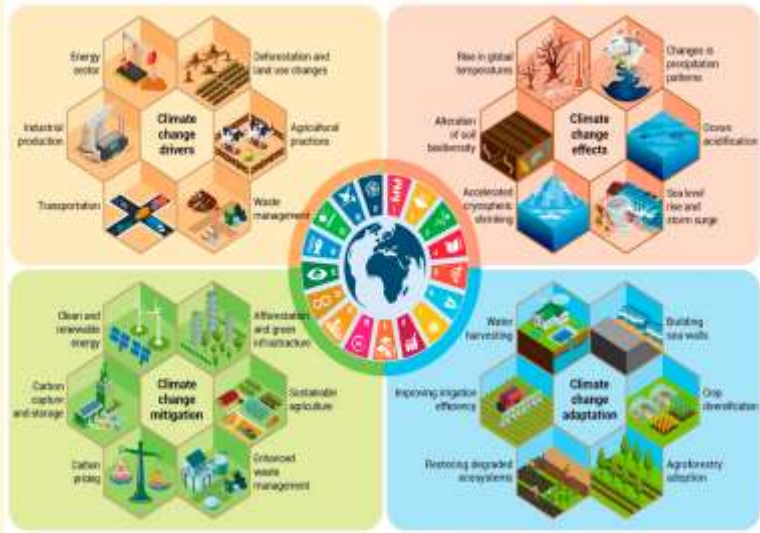 Energy
sector
Deforestation and
land use changes
Industrial
production
Climate
change
drivers
Agricultural
practices
Transportation
Waste
management
Rise in global
temperatures
Changes is
precipitation
patterns
Alteration
of soil
biodiversity
Climate
change
effects
Ocean
acidification
Accelerated
cryospheric
shrinking
Sea level
rise and
storm surge
Clean and
renewable
energy
Afforestation
and green
infrastructure
Carbon
capture
and storage
Climate
change
mitigation
Sustainable
agriculture
Carbon
pricing
Enhanced
waste
management
Water
harvesting
Building
sea walls
Improving irrigation
efficiency
Climate
change
adaptation
Crop
diversification
Restoring degraded
ecosystems
Agroforestry
adoption